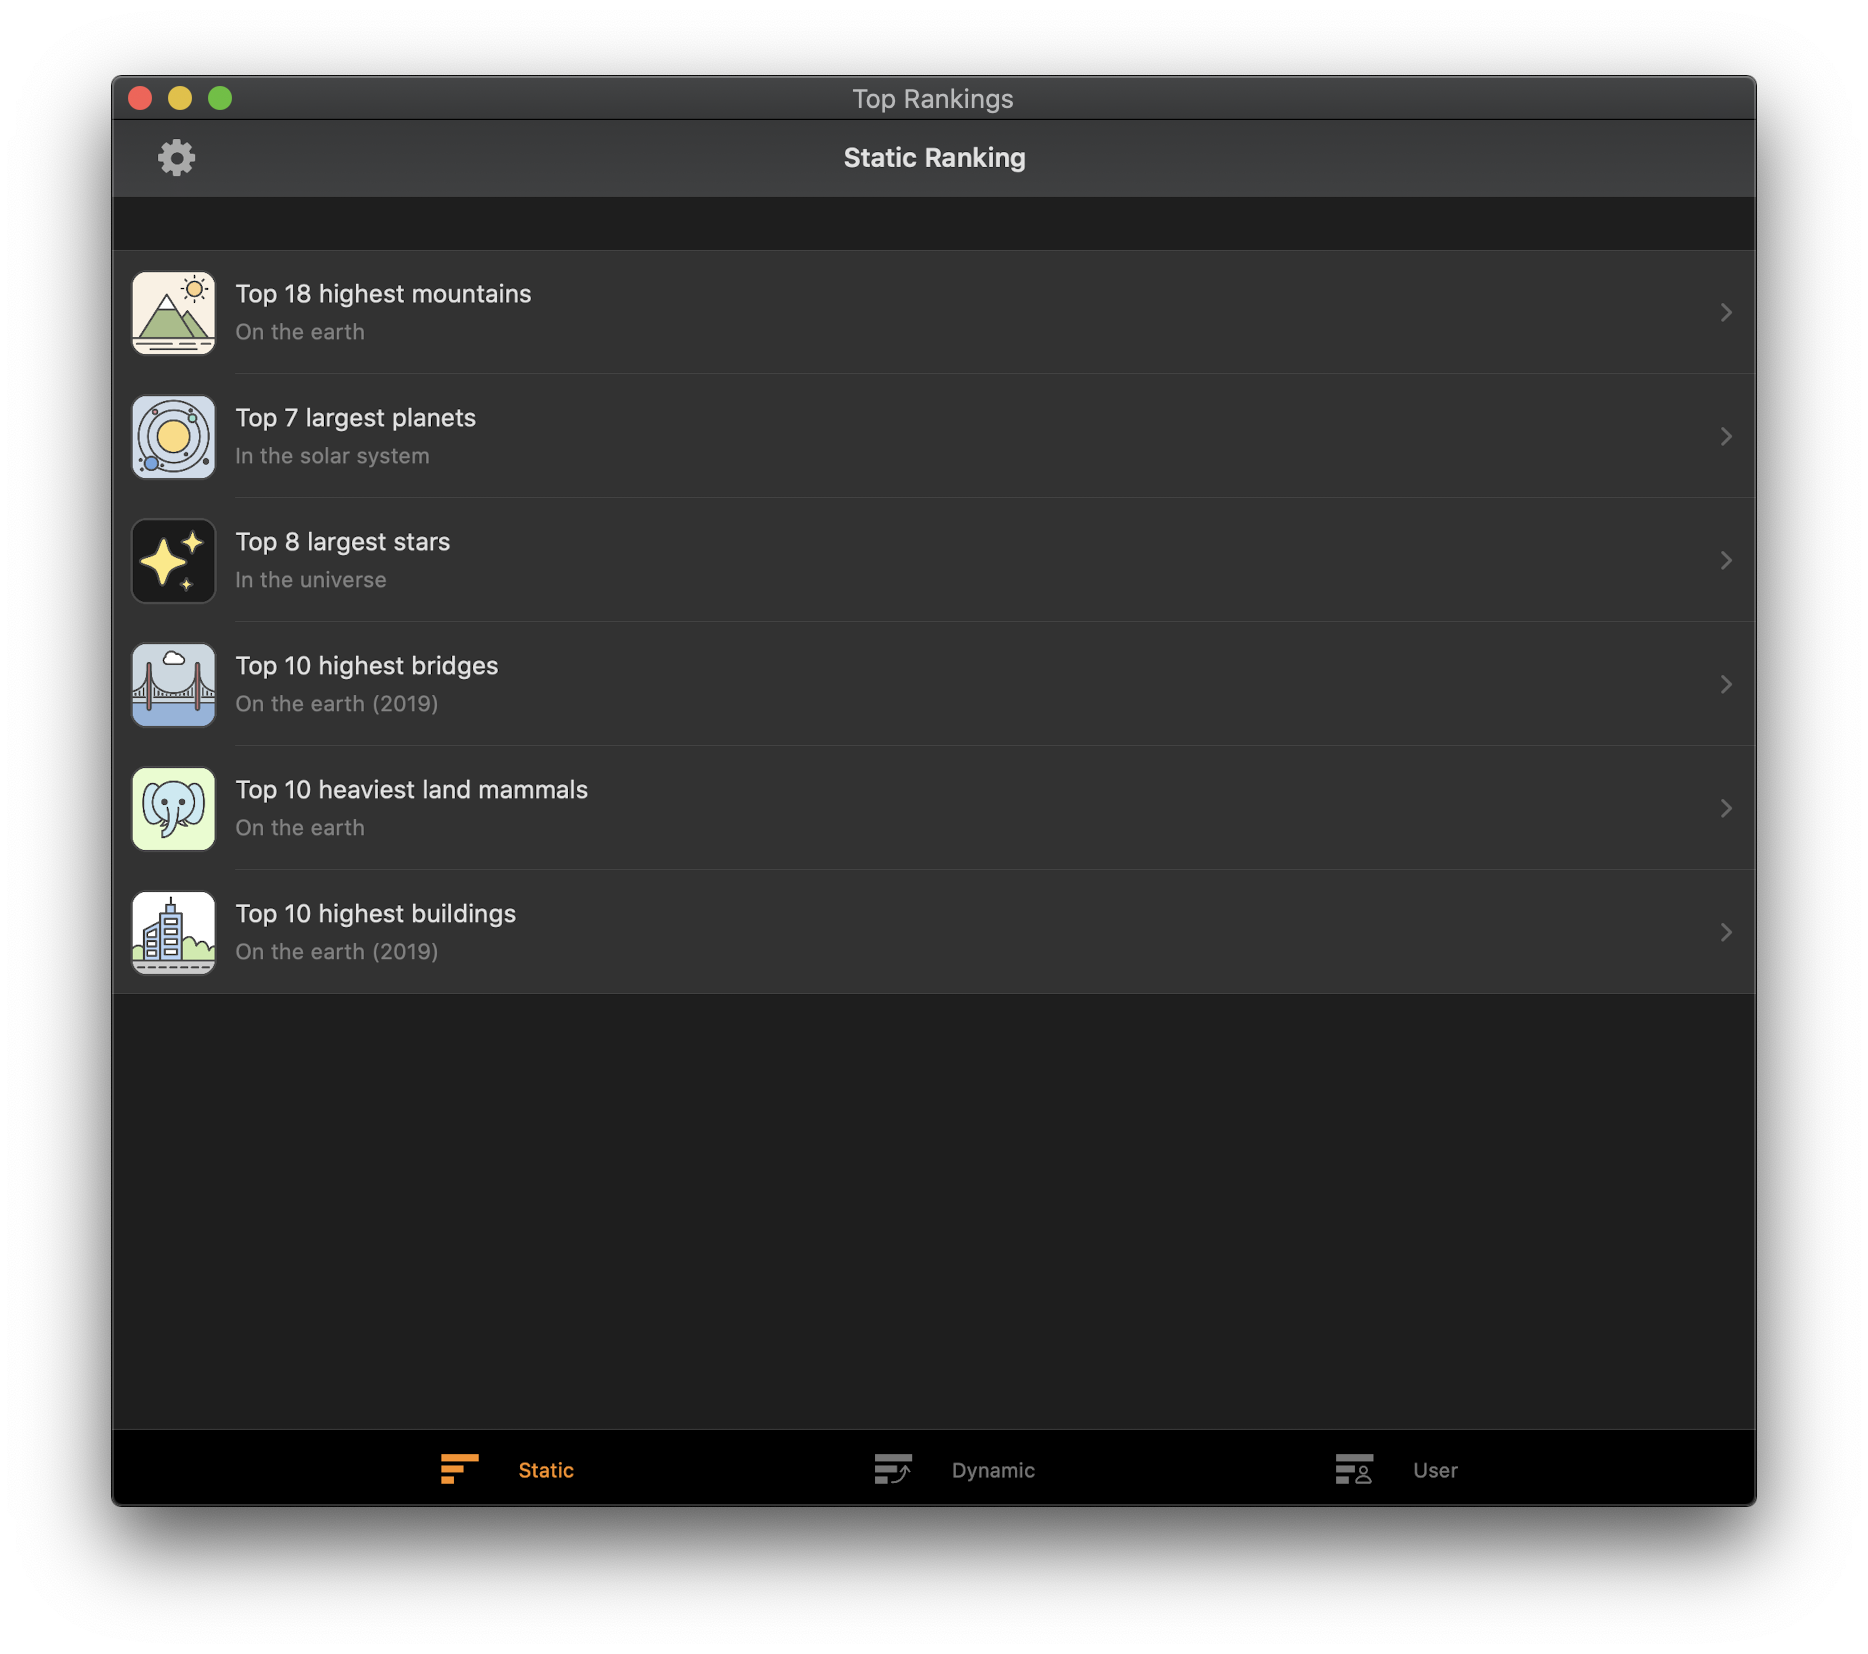 Top Rankings
Static Ranking
Top 18 highest mountains
On the earth
Top 7 largest planets
In the solar system
Top 8 largest stars
In the universe
Top 10 highest bridges
On the earth (2019)
Top 10 heaviest land mammals
On the earth
Top 10 highest buildings
On the earth (2019)
Static
Dynamic
User